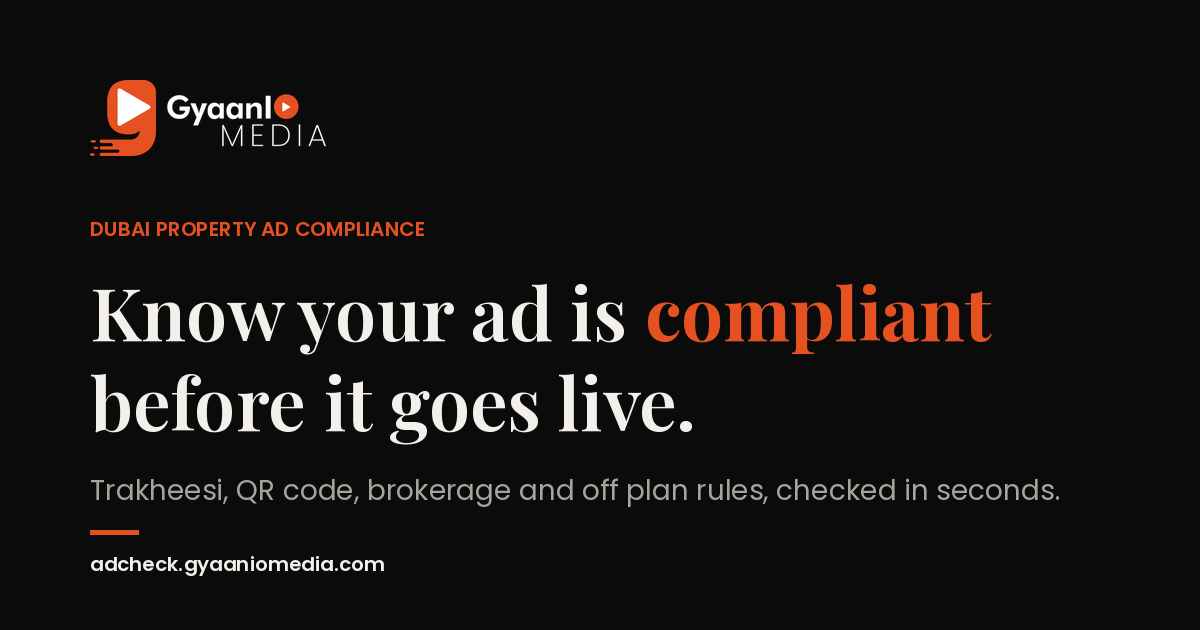 GyaanIO
MEDIA
DUBAI PROPERTY AD COMPLIANCE
Know your ad is compliant
before it goes live.
Trakheesi, QR code, brokerage and off plan rules, checked in seconds.
adcheck.gyaaniomedia.com